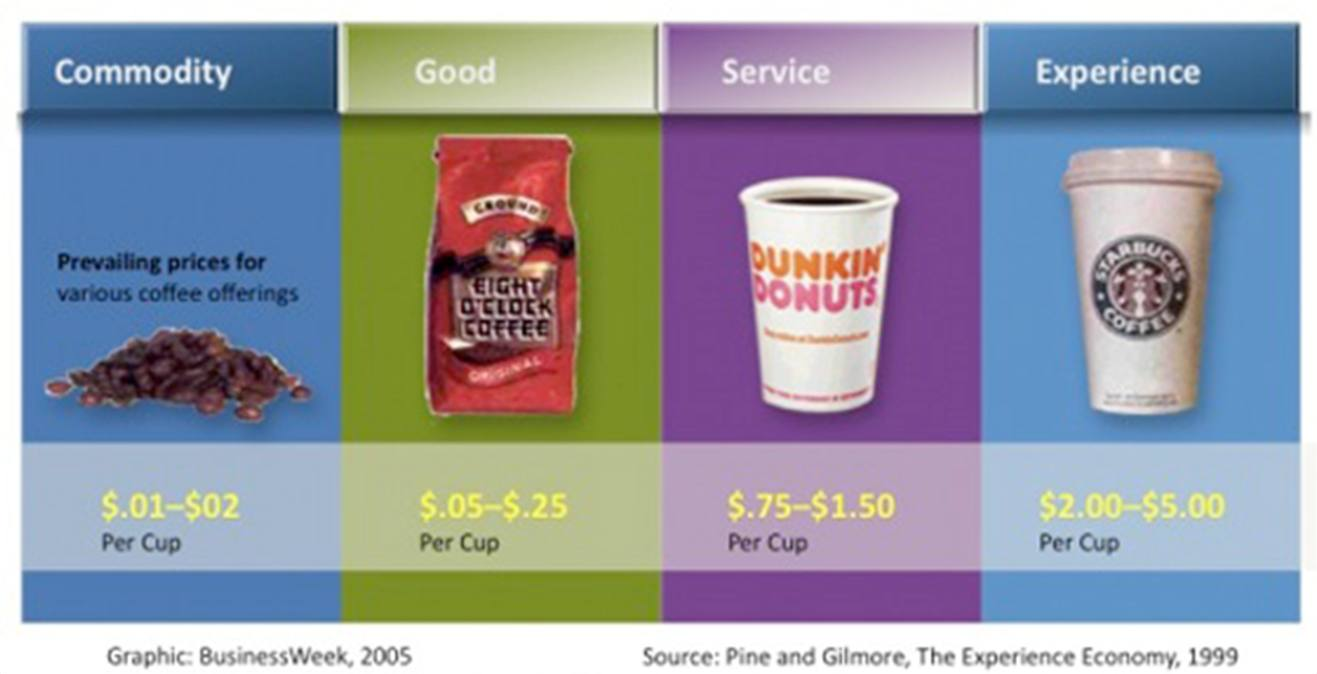 Commodity
Good
Service
Experience
Prevailing prices for
various coffee offerings
GROUND
EIGHT
O'CLOCK
COFFEE
ORIGINAL
DUNKIN'
DONUTS
STARBUCKS
COFFEE
$.01–$02
Per Cup
$.05–$.25
Per Cup
$.75–$1.50
Per Cup
$2.00–$5.00
Per Cup
Graphic: BusinessWeek, 2005
Source: Pine and Gilmore, The Experience Economy, 1999